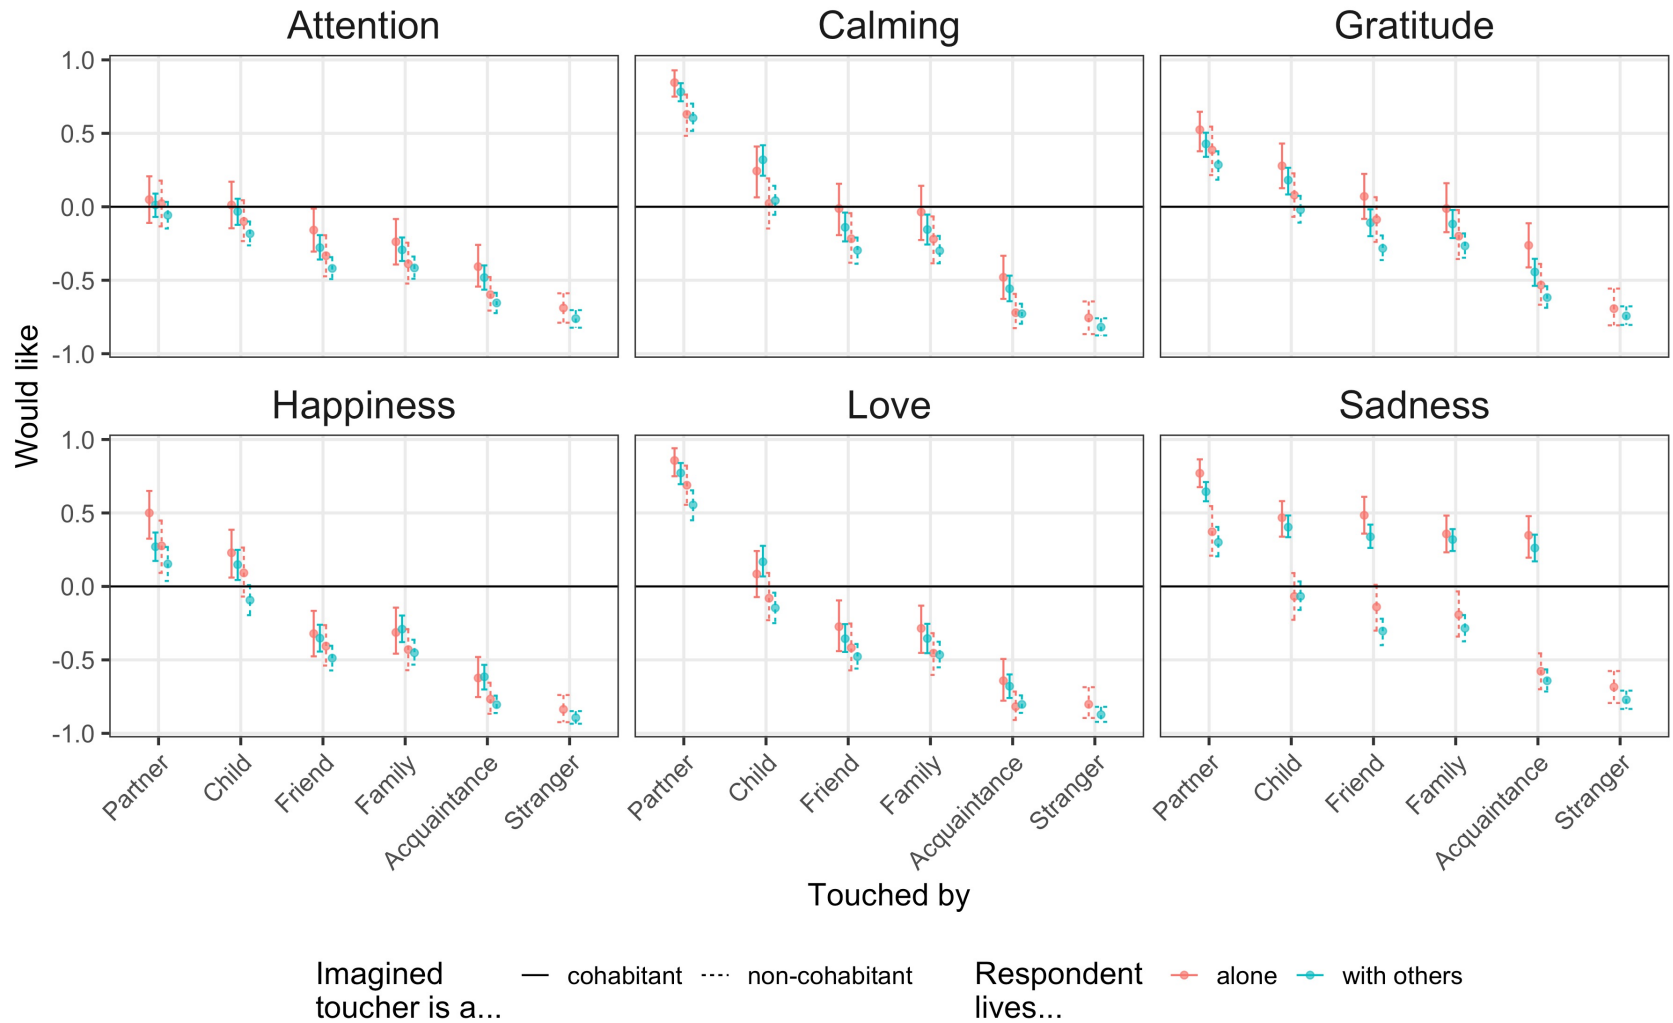 Attention
Calming
Gratitude
1.0
0.5
0.0
-0.5
-1.0
Would like
Happiness
Love
Sadness
1.0
0.5
0.0
-0.5
-1.0
Partner
Child
Friend
Family
Acquaintance
Stranger
Partner
Child
Friend
Family
Acquaintance
Stranger
Partner
Child
Friend
Family
Acquaintance
Stranger
Touched by
Imagined
toucher is a...
cohabitant
non-cohabitant
Respondent
lives...
alone
with others